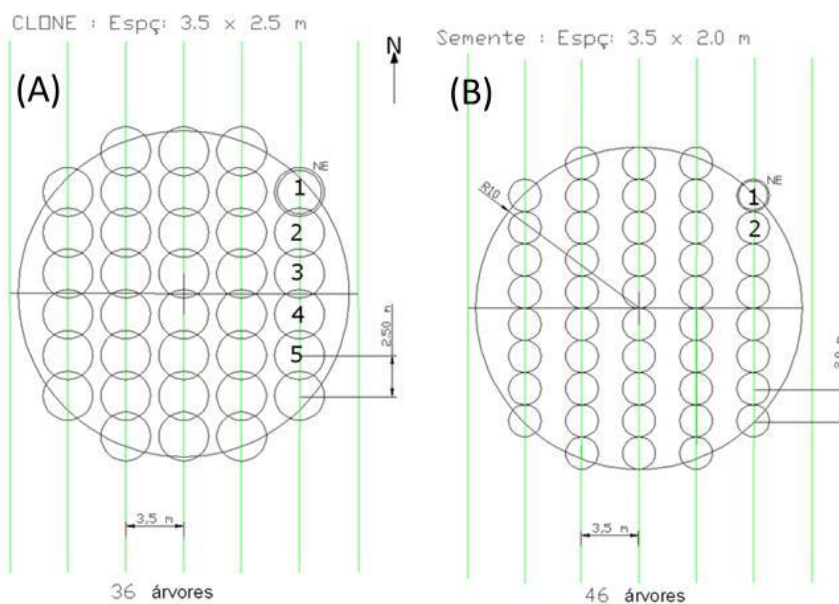 CLONE : Espç: 3.5 x 2.5 m
N
(A)
NE
1
2
3
4
5
2,50 m
3,5 m
36 árvores
Semente : Espç: 3.5 x 2.0 m
(B)
R10
NE
1
2
3,5 m
46 árvores